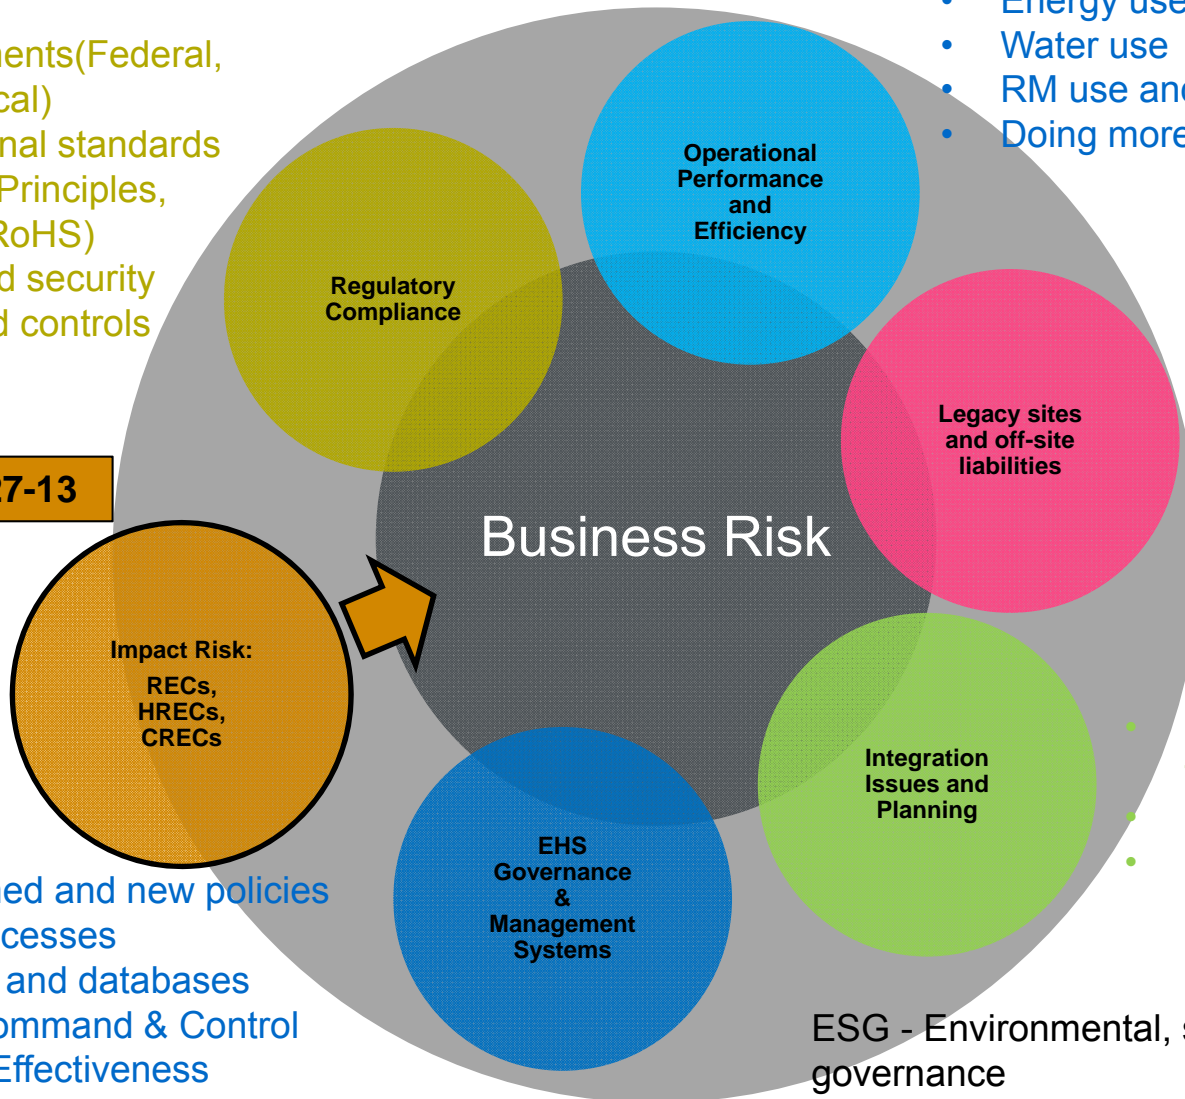 Energy use
Water use
RM use and
Doing more
ments(Federal,
cal)
nal standards
Principles,
RoHS)
d security
d controls
Operational
Performance
and
Efficiency
Regulatory
Compliance
Legacy sites
and off-site
liabilities
27-13
Business Risk
Impact Risk:
RECs,
HRECs,
CRECs
Integration
Issues and
Planning
EHS
Governance
&
Management
Systems
ned and new policies
cesses
and databases
ommand & Control
Effectiveness
ESG - Environmental, s
governance